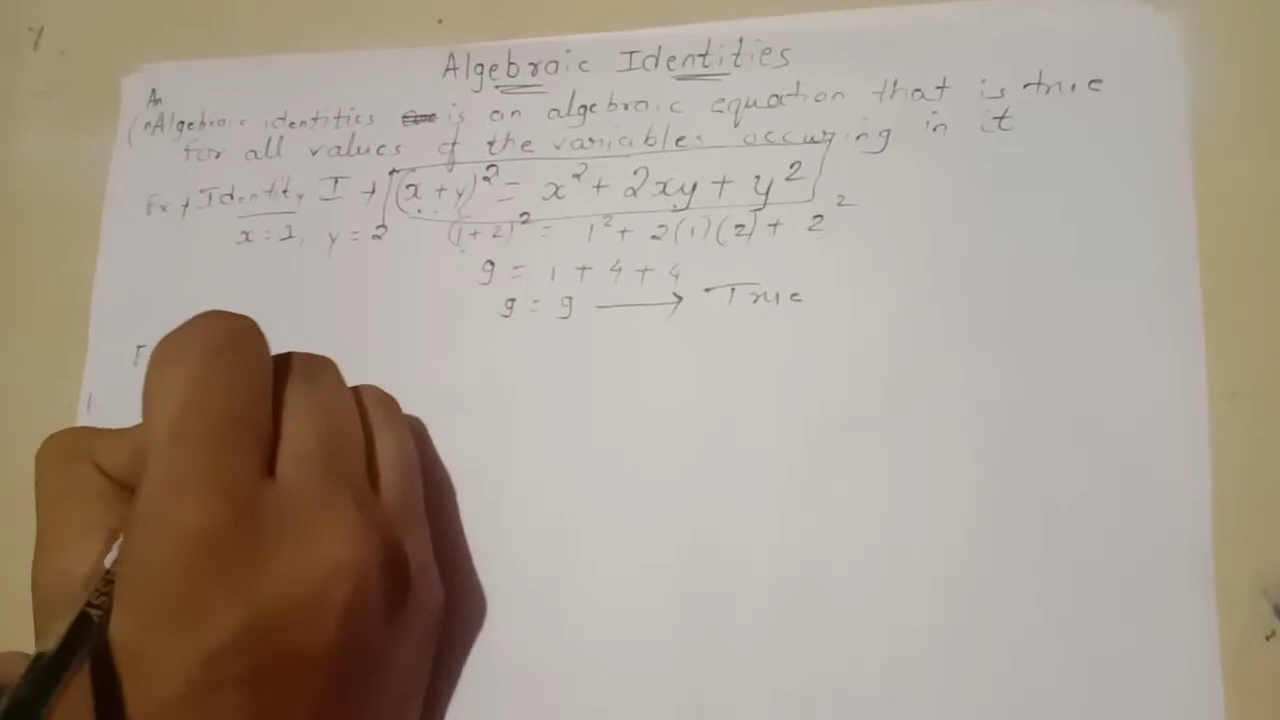 Algebraic Identities
An
Algebraic identities is an algebraic equation that is true
for all values of the variables occuring in it
Ex → Identity I → (x + y)² = x² + 2xy + y²
x = 1, y = 2 (1 + 2)² = 1² + 2(1)(2) + 2²
9 = 1 + 4 + 4
9 = 9 → True